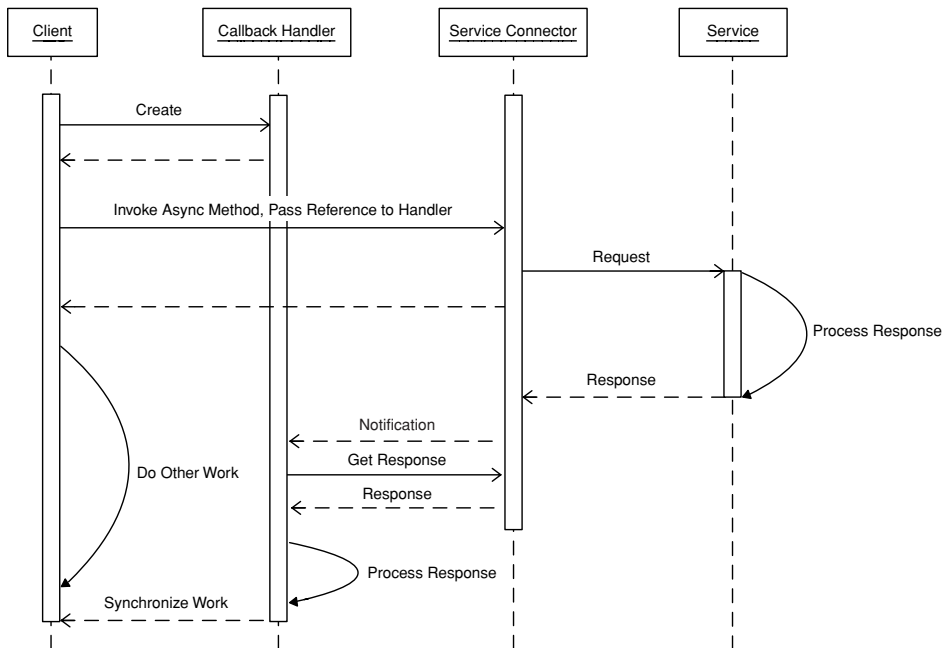 Client
Callback Handler
Service Connector
Service
Create
Invoke Async Method, Pass Reference to Handler
Request
Process Response
Response
Notification
Get Response
Do Other Work
Response
Process Response
Synchronize Work